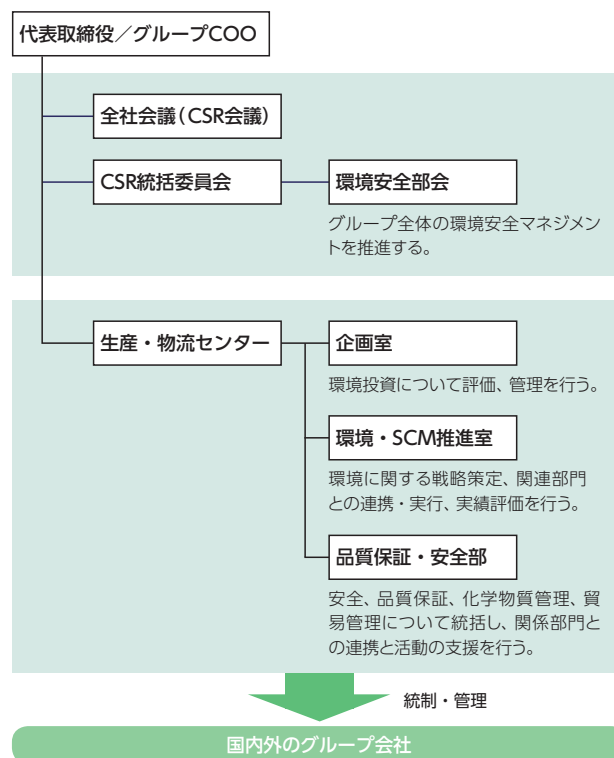 代表取締役／グループCOO
全社会議（CSR会議）
CSR統括委員会
環境安全部会
グループ全体の環境安全マネジメン
トを推進する。
生産・物流センター
企画室
環境投資について評価、管理を行う。
環境・SCM推進室
環境に関する戦略策定、関連部門
との連携・実行、実績評価を行う。
品質保証・安全部
安全、品質保証、化学物質管理、貿
易管理について統括し、関係部門と
の連携と活動の支援を行う。
統制・管理
国内外のグループ会社